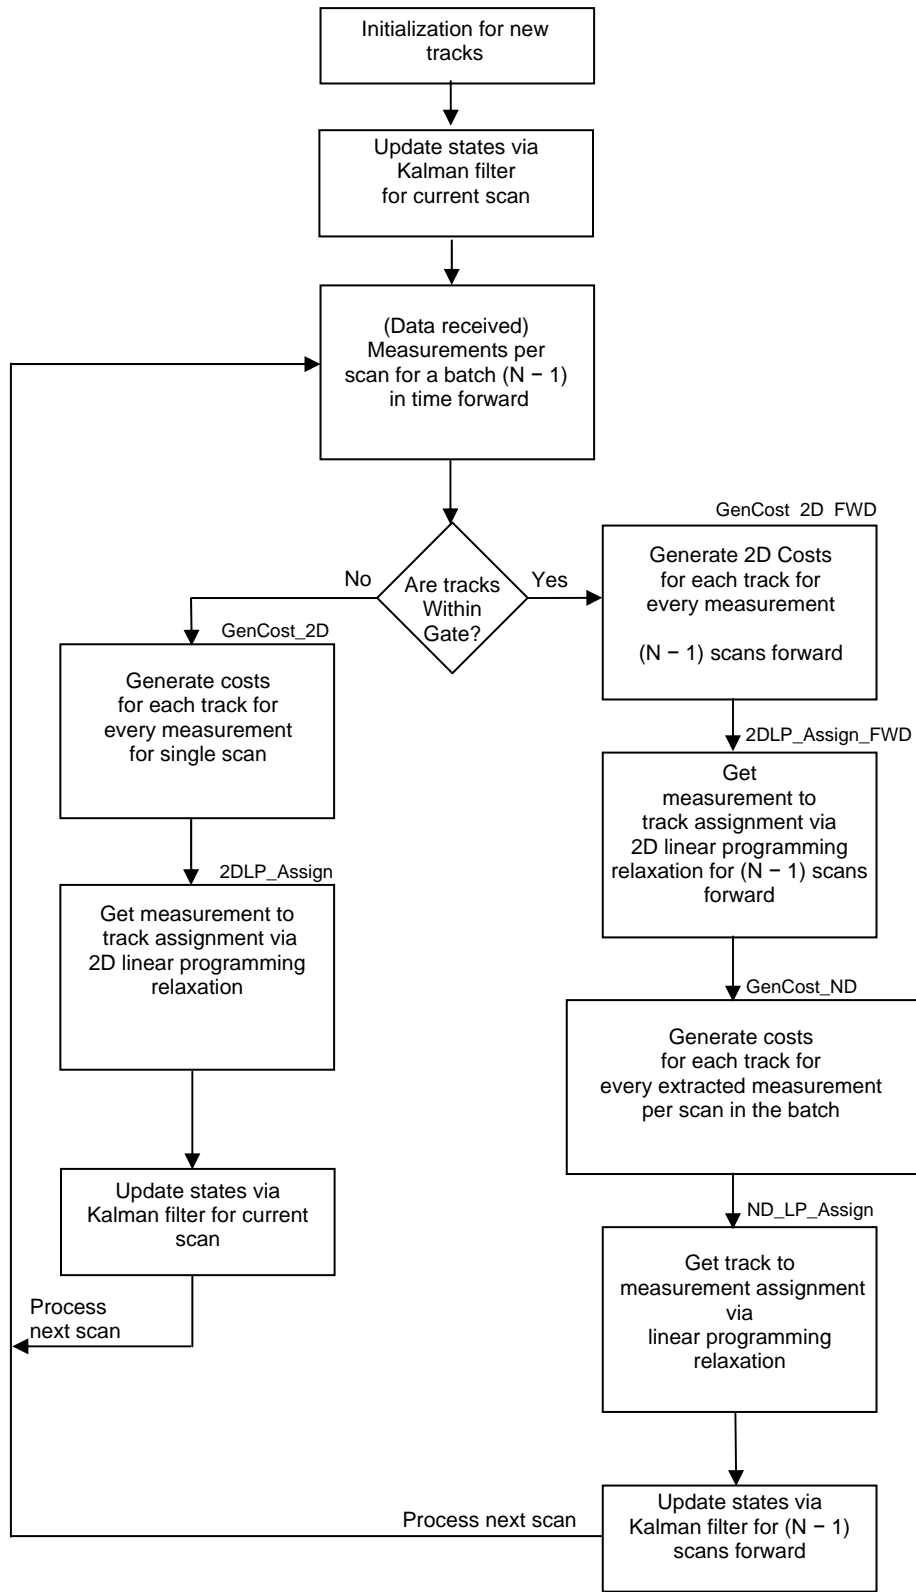 Initialization for new
tracks
Update states via
Kalman filter
for current scan
(Data received)
Measurements per
scan for a batch (N − 1)
in time forward
Are tracks
Within
Gate?
No
Yes
GenCost_2D
Generate costs
for each track for
every measurement
for single scan
2DLP_Assign
Get measurement to
track assignment via
2D linear programming
relaxation
Update states via
Kalman filter for current
scan
Process
next scan
GenCost_2D_FWD
Generate 2D Costs
for each track for
every measurement
(N − 1) scans forward
2DLP_Assign_FWD
Get
measurement to
track assignment via
2D linear programming
relaxation for (N − 1) scans
forward
GenCost_ND
Generate costs
for each track for
every extracted measurement
per scan in the batch
ND_LP_Assign
Get track to
measurement assignment
via
linear programming
relaxation
Update states via
Kalman filter for (N − 1)
scans forward
Process next scan